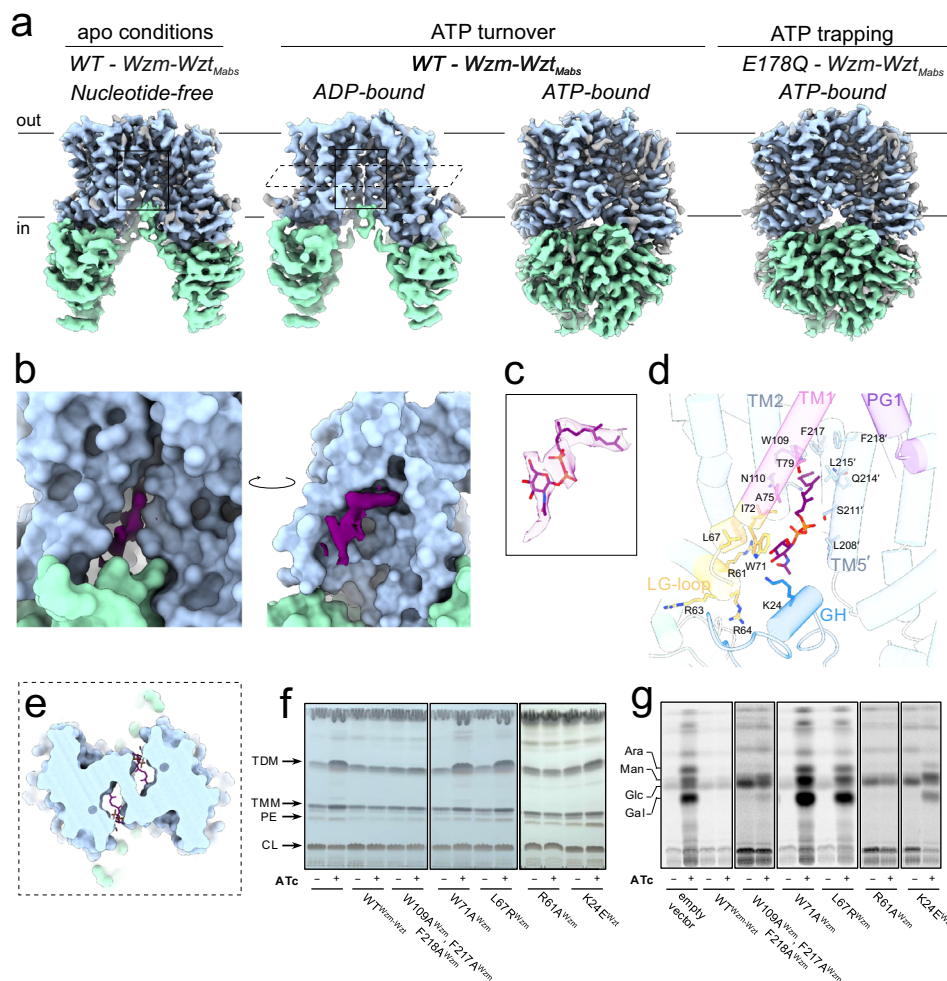 a
apo conditions
ATP turnover
ATP trapping
WT - Wzm-Wzt_Mabs
WT - Wzm-Wzt_Mabs
E178Q - Wzm-Wzt_Mabs
Nucleotide-free
ADP-bound
ATP-bound
ATP-bound
out
in
b
c
d
TM2
TM1
PG1
F217
F218′
W109
T79
L215′
Q214′
N110
A75
I72
S211′
L67
L208′
R61
W71
TM5′
LG-loop
K24
R63
GH
R64
e
f
TDM
TMM
PE
CL
ATc
- + - + - + - + - + - + - +
WT^Wzm-Wzt
W109A^Wzm, F217A^Wzm
F218A^Wzm
W71A^Wzm
L67R^Wzm
R61A^Wzm
K24E^Wzt
g
Ara
Man
Glc
Gal
ATc
- + - + - + - + - + - + - +
empty
vector
WT^Wzm-Wzt
W109A^Wzm, F217A^Wzm
F218A^Wzm
W71A^Wzm
L67R^Wzm
R61A^Wzm
K24E^Wzt